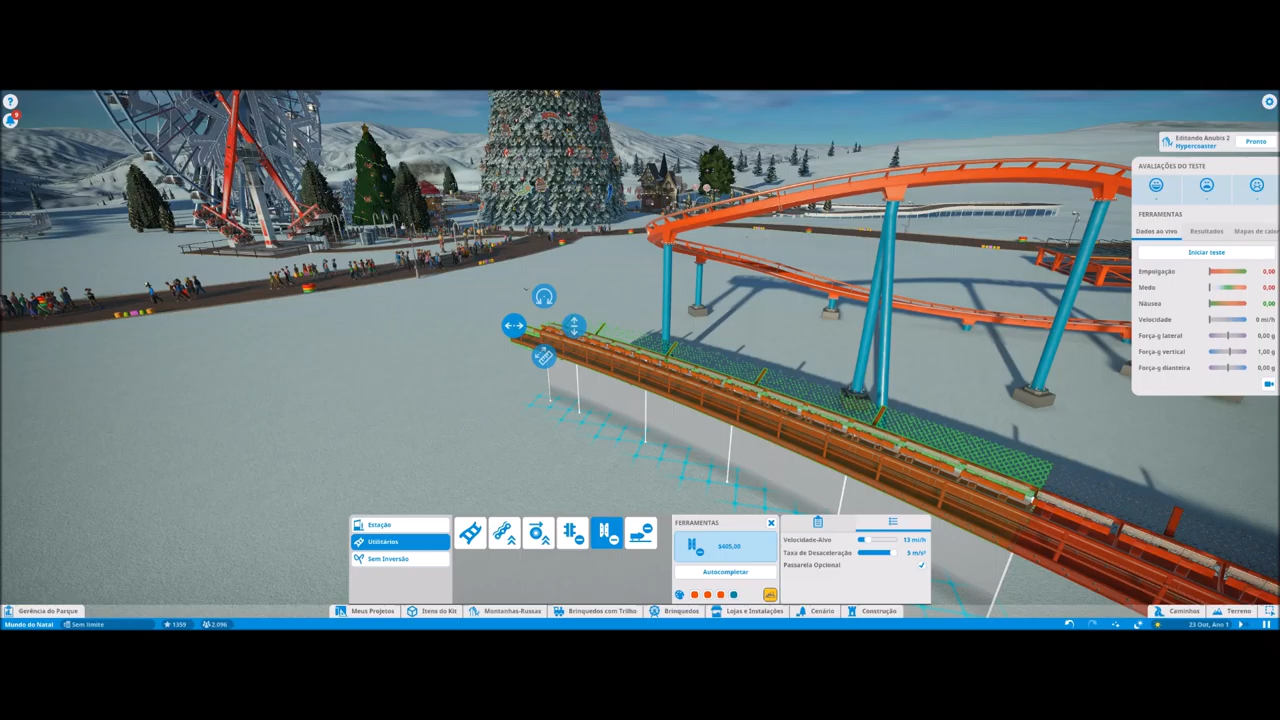 ?
9
Editando Anubis 2
Hypercoaster
Pronto
AVALIAÇÕES DO TESTE
- - -
FERRAMENTAS
Dados ao vivo Resultados Mapas de calo
Iniciar teste
Empolgação 0,00
Medo 0,00
Náusea 0,00
Velocidade 0 mi/h
Força-g lateral 0,00 g
Força-g vertical 1,00 g
Força-g dianteira 0,00 g
Estação
Utilitários
Sem Inversão
FERRAMENTAS
$405,00
Autocompletar
Velocidade-Alvo 13 mi/h
Taxa de Desaceleração 5 m/s²
Passarela Opcional
Gerência do Parque
Meus Projetos
Itens do Kit
Montanhas-Russas
Brinquedos com Trilho
Brinquedos
Lojas e Instalações
Cenário
Construção
Caminhos
Terreno
Mundo do Natal
Sem limite
1359
2.096
23 Out, Ano 1